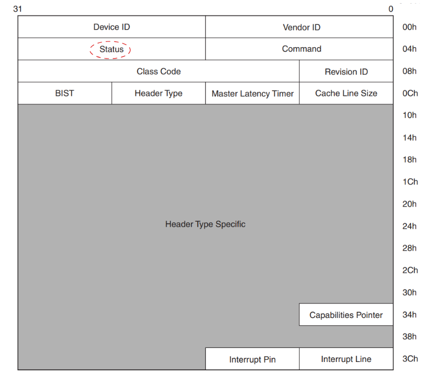 31 0
Device ID Vendor ID 00h
Status Command 04h
Class Code Revision ID 08h
BIST Header Type Master Latency Timer Cache Line Size 0Ch
10h
14h
18h
1Ch
20h
Header Type Specific 24h
28h
2Ch
30h
Capabilities Pointer 34h
38h
Interrupt Pin Interrupt Line 3Ch